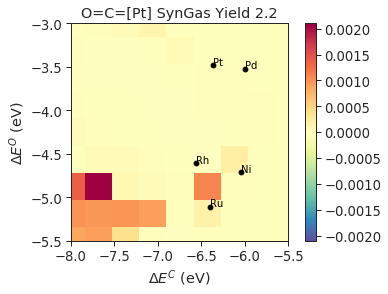 O=C=[Pt] SynGas Yield 2.2
−3.0
−3.5
−4.0
−4.5
−5.0
−5.5
ΔE^O (eV)
Pt
Pd
Rh
Ni
Ru
−8.0 −7.5 −7.0 −6.5 −6.0 −5.5
ΔE^C (eV)
0.0020
0.0015
0.0010
0.0005
0.0000
−0.0005
−0.0010
−0.0015
−0.0020